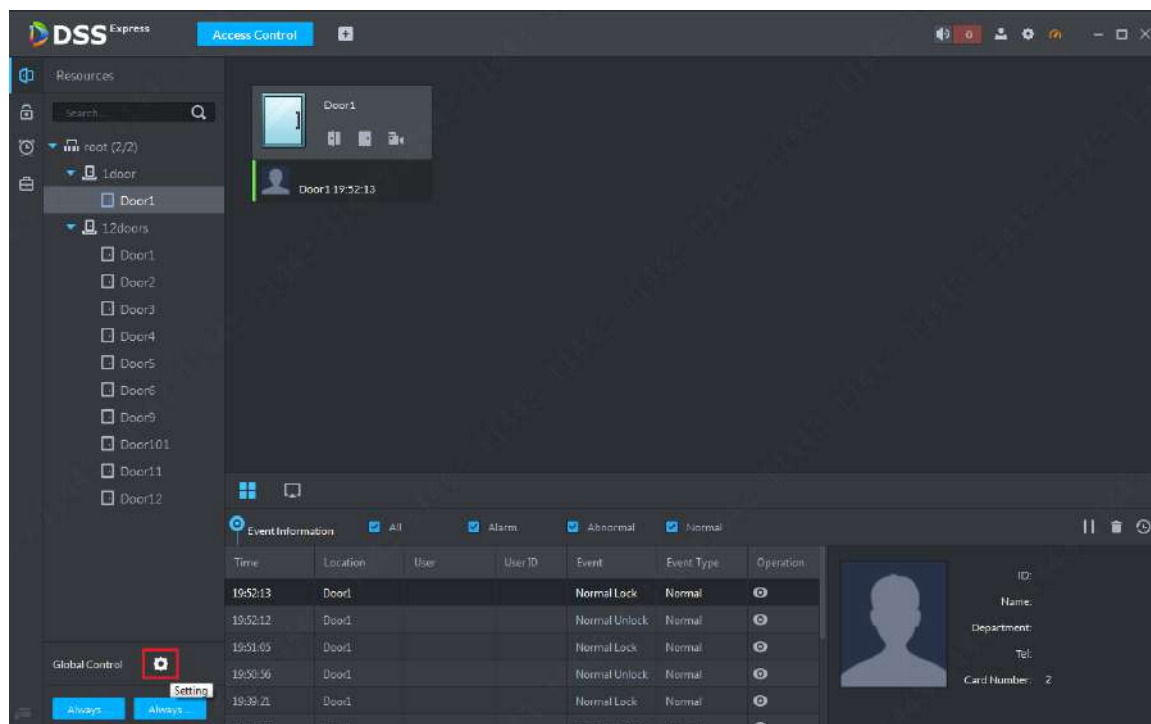 DSS Express
Access Control
0
Resources
Search...
root (2/2)
1door
Door1
12doors
Door1
Door2
Door3
Door4
Door5
Door6
Door9
Door101
Door11
Door12
Door1
Door1 19:52:13
Event Information All Alarm Abnormal Normal
Time Location User User ID Event Event Type Operation
19:52:13 Door1 Normal Lock Normal
19:52:12 Door1 Normal Unlock Normal
19:51:05 Door1 Normal Lock Normal
19:50:56 Door1 Normal Unlock Normal
19:39:21 Door1 Normal Lock Normal
ID:
Name:
Department:
Tel:
Card Number: 2
Global Control
Setting
Always... Always...